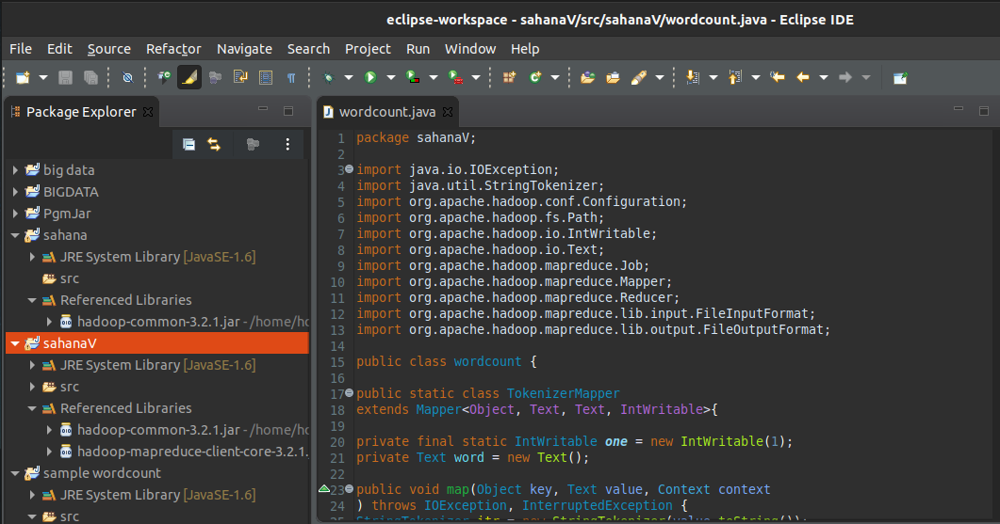 eclipse-workspace - sahanaV/src/sahanaV/wordcount.java - Eclipse IDE
File Edit Source Refactor Navigate Search Project Run Window Help
Package Explorer
big data
BIGDATA
PgmJar
sahana
JRE System Library [JavaSE-1.6]
src
Referenced Libraries
hadoop-common-3.2.1.jar - /home/ho
sahanaV
JRE System Library [JavaSE-1.6]
src
Referenced Libraries
hadoop-common-3.2.1.jar - /home/ho
hadoop-mapreduce-client-core-3.2.1.
sample wordcount
JRE System Library [JavaSE-1.6]
src
wordcount.java
1 package sahanaV;
2
3 import java.io.IOException;
4 import java.util.StringTokenizer;
5 import org.apache.hadoop.conf.Configuration;
6 import org.apache.hadoop.fs.Path;
7 import org.apache.hadoop.io.IntWritable;
8 import org.apache.hadoop.io.Text;
9 import org.apache.hadoop.mapreduce.Job;
10 import org.apache.hadoop.mapreduce.Mapper;
11 import org.apache.hadoop.mapreduce.Reducer;
12 import org.apache.hadoop.mapreduce.lib.input.FileInputFormat;
13 import org.apache.hadoop.mapreduce.lib.output.FileOutputFormat;
14
15 public class wordcount {
16
17 public static class TokenizerMapper
18 extends Mapper<Object, Text, Text, IntWritable>{
19
20 private final static IntWritable one = new IntWritable(1);
21 private Text word = new Text();
22
23 public void map(Object key, Text value, Context context
24 ) throws IOException, InterruptedException {
25 StringTokenizer itr = new StringTokenizer(value.toString());